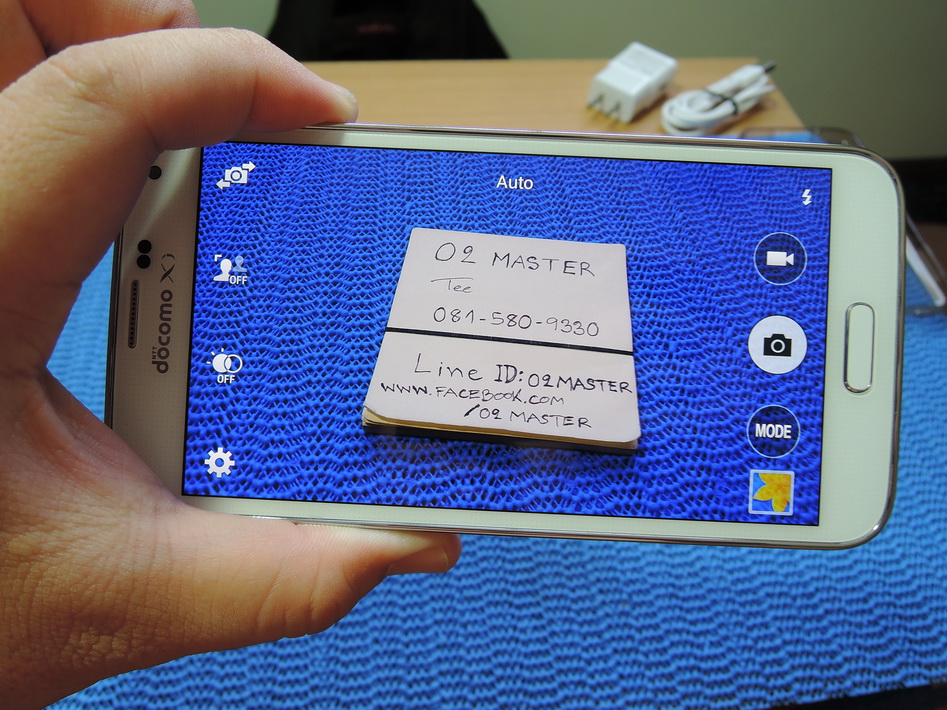 Auto
OFF
OFF
MODE
NTT
docomo
O2 MASTER
Tee
081-580-9330
Line ID: O2MASTER
WWW.FACEBOOK.COM
/O2 MASTER